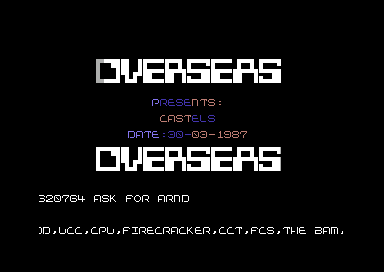 OVERSEAS
PRESENTS:
CASTELS
DATE:30-03-1987
OVERSEAS
320764 ASK FOR ARND
OD,UCC,CPU,FIRECRACKER,CCT,FCS,THE BAM,